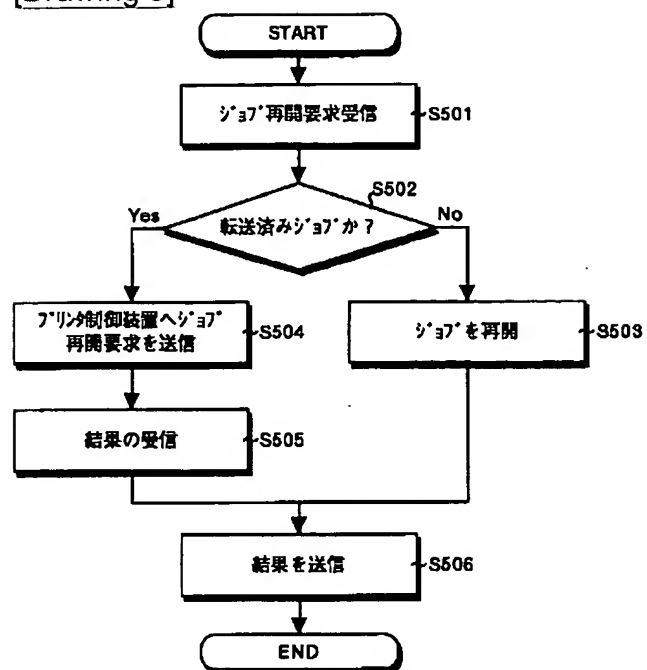 START
ｼﾞｮﾌﾞ再開要求受信
S501
S502
Yes
No
転送済みｼﾞｮﾌﾞか？
ﾌﾟﾘﾝﾀ制御装置へｼﾞｮﾌﾞ
再開要求を送信
S504
ｼﾞｮﾌﾞを再開
S503
結果の受信
S505
結果を送信
S506
END